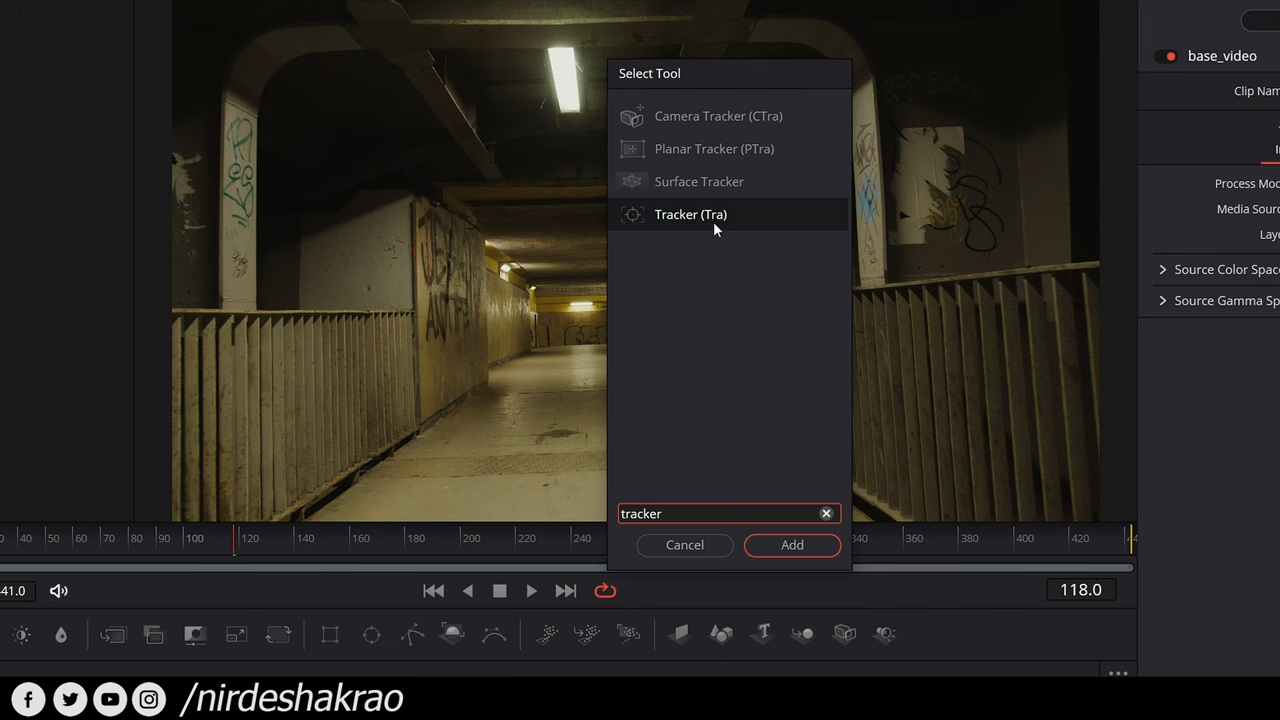 Select Tool
Camera Tracker (CTra)
Planar Tracker (PTra)
Surface Tracker
Tracker (Tra)
tracker
Cancel
Add
base_video
Clip Nam
Process Mod
Media Sourc
Laye
Source Color Spac
Source Gamma Sp
40 50 60 70 80 90 100 120 140 160 180 200 220 240 340 360 380 400 420
41.0
118.0
T
f
/nirdeshakrao